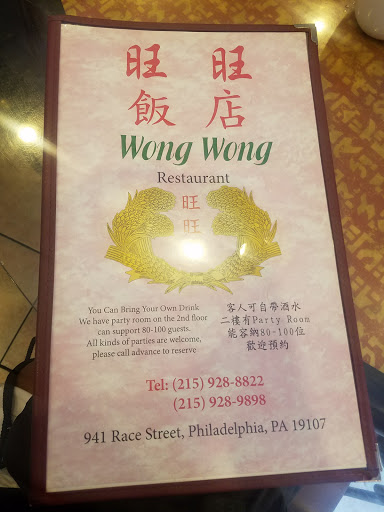 旺 旺
飯 店
Wong Wong
Restaurant
旺
旺
You Can Bring Your Own Drink
We have party room on the 2nd floor
can support 80-100 guests.
All kinds of parties are welcome,
please call advance to reserve
客人可自帶酒水
二樓有Party Room
能容納80-100位
歡迎預約
Tel: (215) 928-8822
(215) 928-9898
941 Race Street, Philadelphia, PA 19107